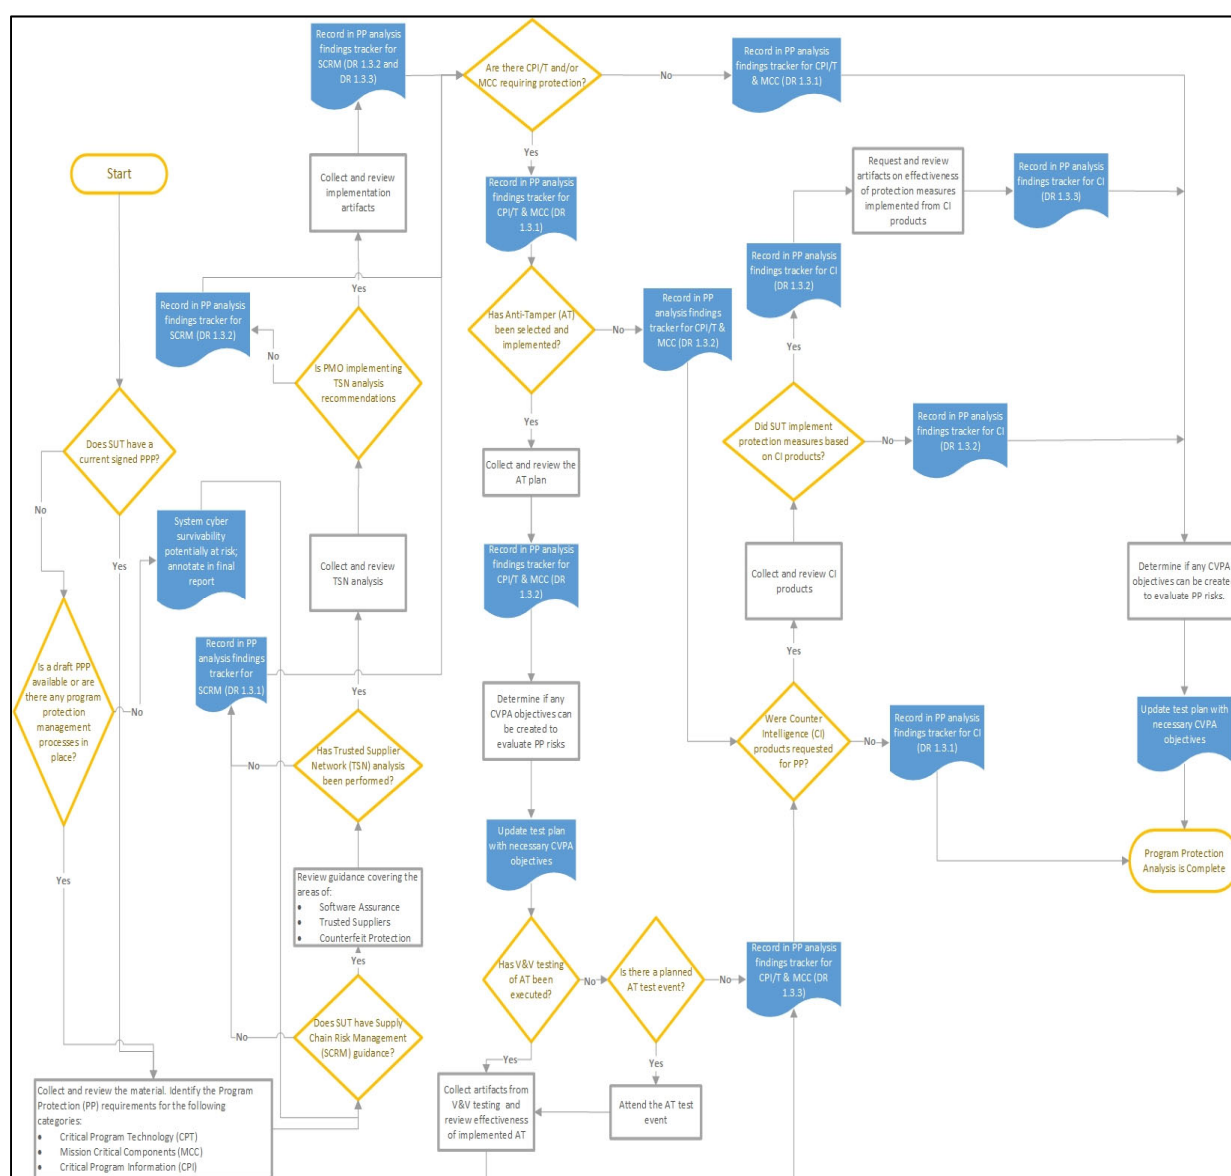 Start
Does SUT have a
current signed PPP?
No
Yes
Is a draft PPP
available or are
there any program
protection
management
processes in
place?
No
Yes
System cyber
survivability
potentially at risk;
annotate in final
report
Collect and review the material. Identify the Program
Protection (PP) requirements for the following
categories:
• Critical Program Technology (CPT)
• Mission Critical Components (MCC)
• Critical Program Information (CPI)
Does SUT have Supply
Chain Risk Management
(SCRM) guidance?
No
Yes
Review guidance covering the
areas of:
• Software Assurance
• Trusted Suppliers
• Counterfeit Protection
Has Trusted Supplier
Network (TSN) analysis
been performed?
No
Yes
Record in PP
analysis findings
tracker for
SCRM (DR 1.3.1)
Collect and review
TSN analysis
Is PMO implementing
TSN analysis
recommendations
No
Yes
Record in PP analysis
findings tracker for
SCRM (DR 1.3.2)
Collect and review
implementation
artifacts
Record in PP analysis
findings tracker for
SCRM (DR 1.3.2 and
DR 1.3.3)
Are there CPI/T and/or
MCC requiring protection?
No
Yes
Record in PP analysis
findings tracker for CPI/T
& MCC (DR 1.3.1)
Record in PP analysis
findings tracker for
CPI/T & MCC (DR
1.3.1)
Has Anti-Tamper (AT)
been selected and
implemented?
No
Yes
Record in PP
analysis findings
tracker for CPI/T &
MCC (DR 1.3.2)
Collect and review the
AT plan
Record in PP analysis
findings tracker for
CPI/T & MCC (DR
1.3.2)
Determine if any
CVPA objectives can
be created to
evaluate PP risks
Update test plan
with necessary CVPA
objectives
Has V&V testing
of AT been
executed?
No
Yes
Is there a planned
AT test event?
No
Yes
Collect artifacts from
V&V testing and
review effectiveness
of implemented AT
Attend the AT test
event
Record in PP analysis
findings tracker for
CPI/T & MCC (DR
1.3.3)
Were Counter
Intelligence (CI)
products requested
for PP?
No
Yes
Record in PP analysis
findings tracker for CI
(DR 1.3.1)
Collect and review CI
products
Did SUT implement
protection measures based
on CI products?
No
Yes
Record in PP analysis
findings tracker for CI
(DR 1.3.2)
Record in PP analysis
findings tracker for CI
(DR 1.3.2)
Request and review
artifacts on effectiveness
of protection measures
implemented from CI
products
Record in PP analysis
findings tracker for CI
(DR 1.3.3)
Determine if any CVPA
objectives can be created
to evaluate PP risks.
Update test plan with
necessary CVPA
objectives
Program Protection
Analysis is Complete